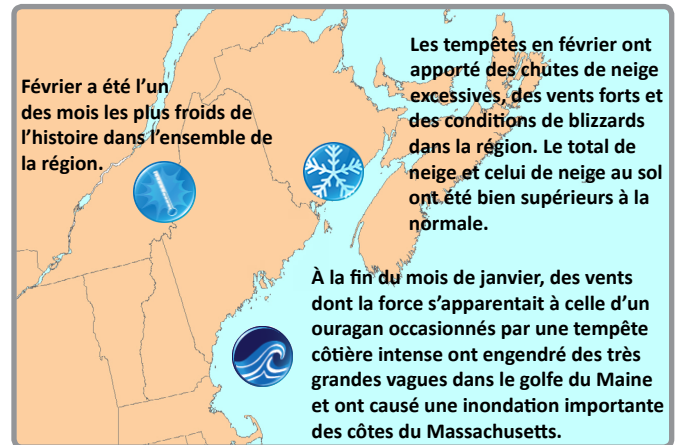 Février a été l'un
des mois les plus froids de
l'histoire dans l'ensemble de
la région.
Les tempêtes en février ont
apporté des chutes de neige
excessives, des vents forts et
des conditions de blizzards
dans la région. Le total de
neige et celui de neige au sol
ont été bien supérieurs à la
normale.
À la fin du mois de janvier, des vents
dont la force s'apparentait à celle d'un
ouragan occasionnés par une tempête
côtière intense ont engendré des très
grandes vagues dans le golfe du Maine
et ont causé une inondation importante
des côtes du Massachusetts.